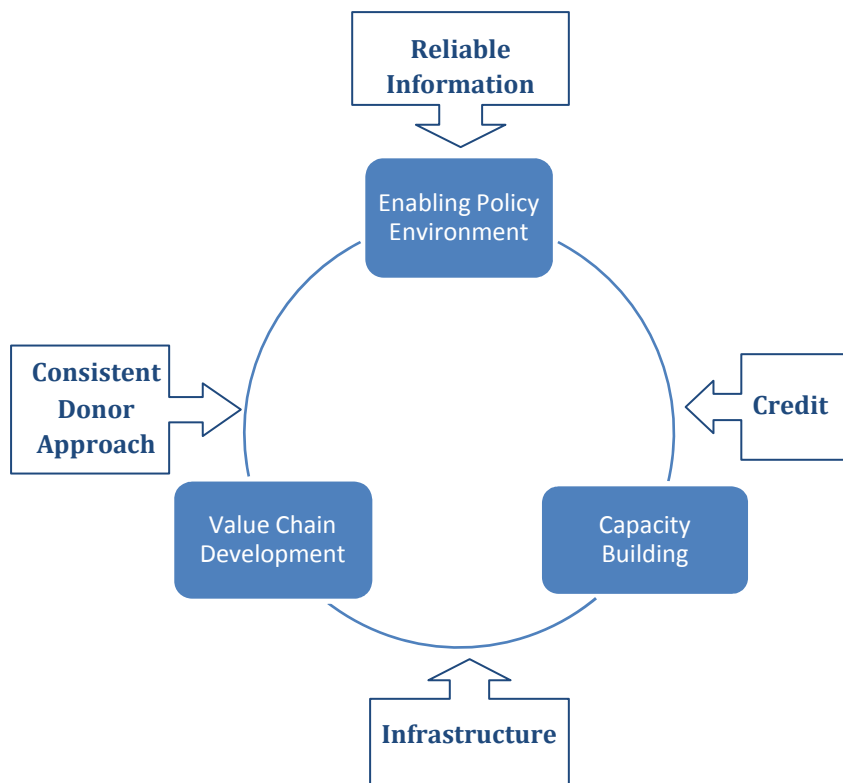 Reliable
Information
Enabling Policy
Environment
Consistent
Donor
Approach
Credit
Value Chain
Development
Capacity
Building
Infrastructure